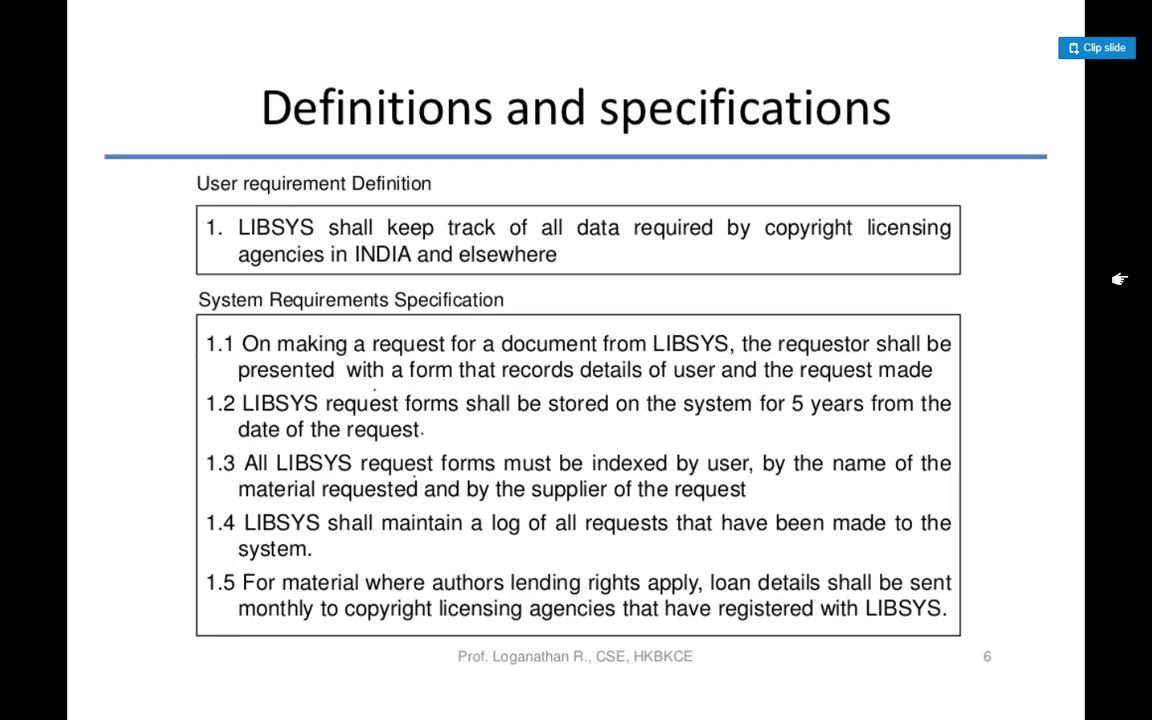 Clip slide
Definitions and specifications
User requirement Definition
1. LIBSYS shall keep track of all data required by copyright licensing
agencies in INDIA and elsewhere
System Requirements Specification
1.1 On making a request for a document from LIBSYS, the requestor shall be
presented with a form that records details of user and the request made
1.2 LIBSYS request forms shall be stored on the system for 5 years from the
date of the request.
1.3 All LIBSYS request forms must be indexed by user, by the name of the
material requested and by the supplier of the request
1.4 LIBSYS shall maintain a log of all requests that have been made to the
system.
1.5 For material where authors lending rights apply, loan details shall be sent
monthly to copyright licensing agencies that have registered with LIBSYS.
Prof. Loganathan R., CSE, HKBKCE
6